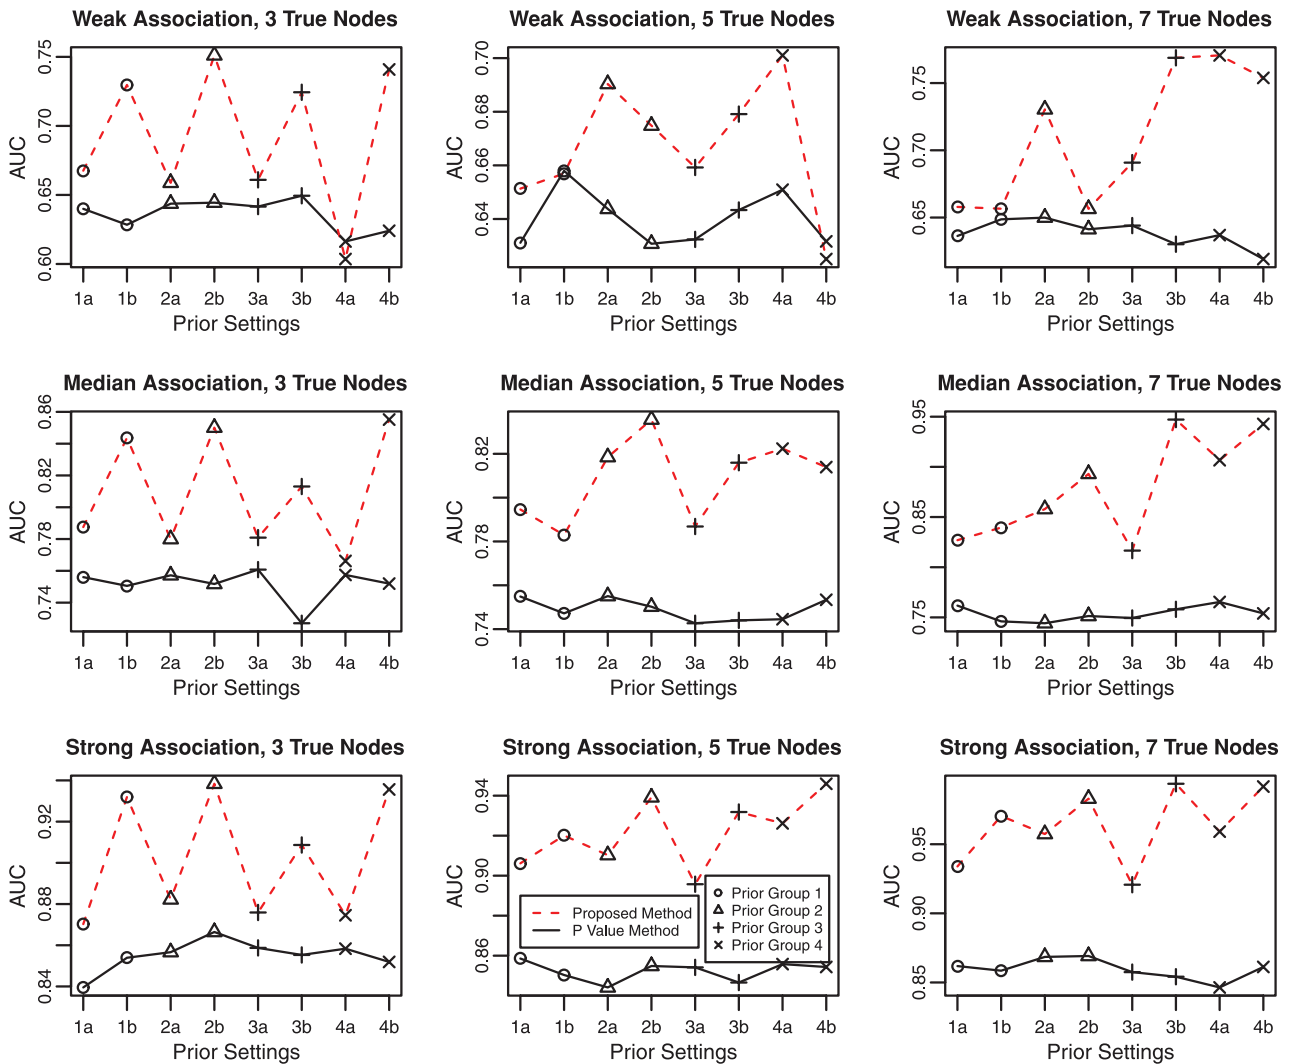 Weak Association, 3 True Nodes
AUC
0.75
0.70
0.65
0.60
1a 1b 2a 2b 3a 3b 4a 4b
Prior Settings
Weak Association, 5 True Nodes
AUC
0.70
0.68
0.66
0.64
1a 1b 2a 2b 3a 3b 4a 4b
Prior Settings
Weak Association, 7 True Nodes
AUC
0.75
0.70
0.65
1a 1b 2a 2b 3a 3b 4a 4b
Prior Settings
Median Association, 3 True Nodes
AUC
0.86
0.82
0.78
0.74
1a 1b 2a 2b 3a 3b 4a 4b
Prior Settings
Median Association, 5 True Nodes
AUC
0.82
0.78
0.74
1a 1b 2a 2b 3a 3b 4a 4b
Prior Settings
Median Association, 7 True Nodes
AUC
0.95
0.85
0.75
1a 1b 2a 2b 3a 3b 4a 4b
Prior Settings
Strong Association, 3 True Nodes
AUC
0.92
0.88
0.84
1a 1b 2a 2b 3a 3b 4a 4b
Prior Settings
Strong Association, 5 True Nodes
AUC
0.94
0.90
0.86
Proposed Method
P Value Method
Prior Group 1
Prior Group 2
Prior Group 3
Prior Group 4
1a 1b 2a 2b 3a 3b 4a 4b
Prior Settings
Strong Association, 7 True Nodes
AUC
0.95
0.90
0.85
1a 1b 2a 2b 3a 3b 4a 4b
Prior Settings